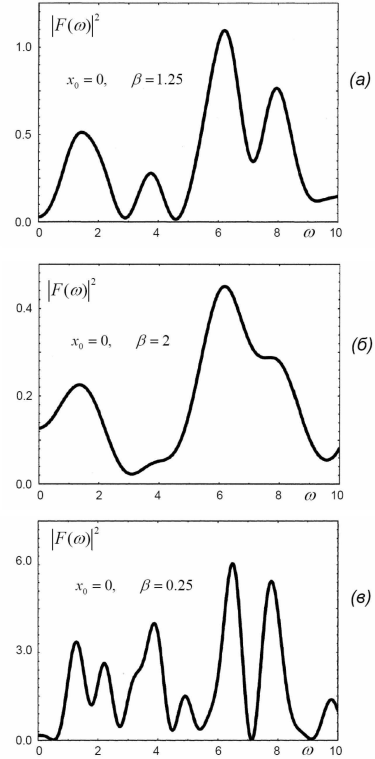 |F(ω)|²
1.0
x₀ = 0, β = 1.25
(а)
0.5
0.0
0 2 4 6 8 ω 10
|F(ω)|²
0.4
x₀ = 0, β = 2
(б)
0.2
0.0
0 2 4 6 8 ω 10
|F(ω)|²
6.0
x₀ = 0, β = 0.25
(в)
3.0
0.0
0 2 4 6 8 ω 10